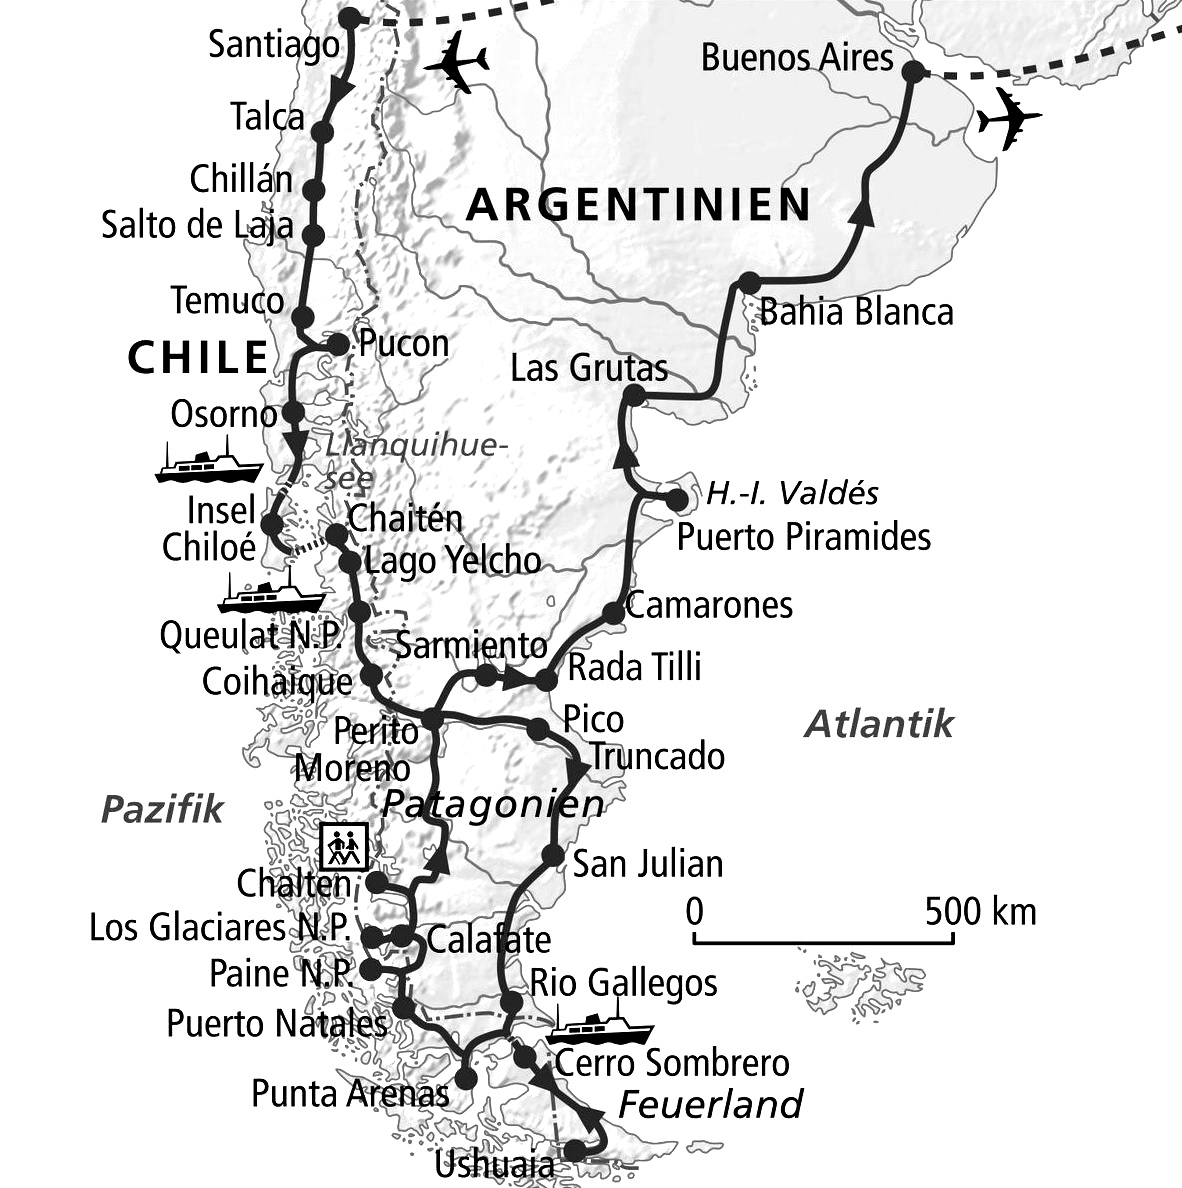 Santiago
Buenos Aires
Talca
Chillán
ARGENTINIEN
Salto de Laja
Temuco
Bahia Blanca
Pucon
CHILE
Las Grutas
Osorno
Llanquihue-
see
H.-I. Valdés
Insel
Chiloé
Chaitén
Puerto Piramides
Lago Yelcho
Camarones
Queulat N.P.
Sarmiento
Rada Tilli
Coihaique
Pico
Truncado
Atlantik
Perito
Moreno
Patagonien
Pazifik
San Julian
Chalten
0
500 km
Los Glaciares N.P.
Calafate
Paine N.P.
Rio Gallegos
Puerto Natales
Cerro Sombrero
Punta Arenas
Feuerland
Ushuaia